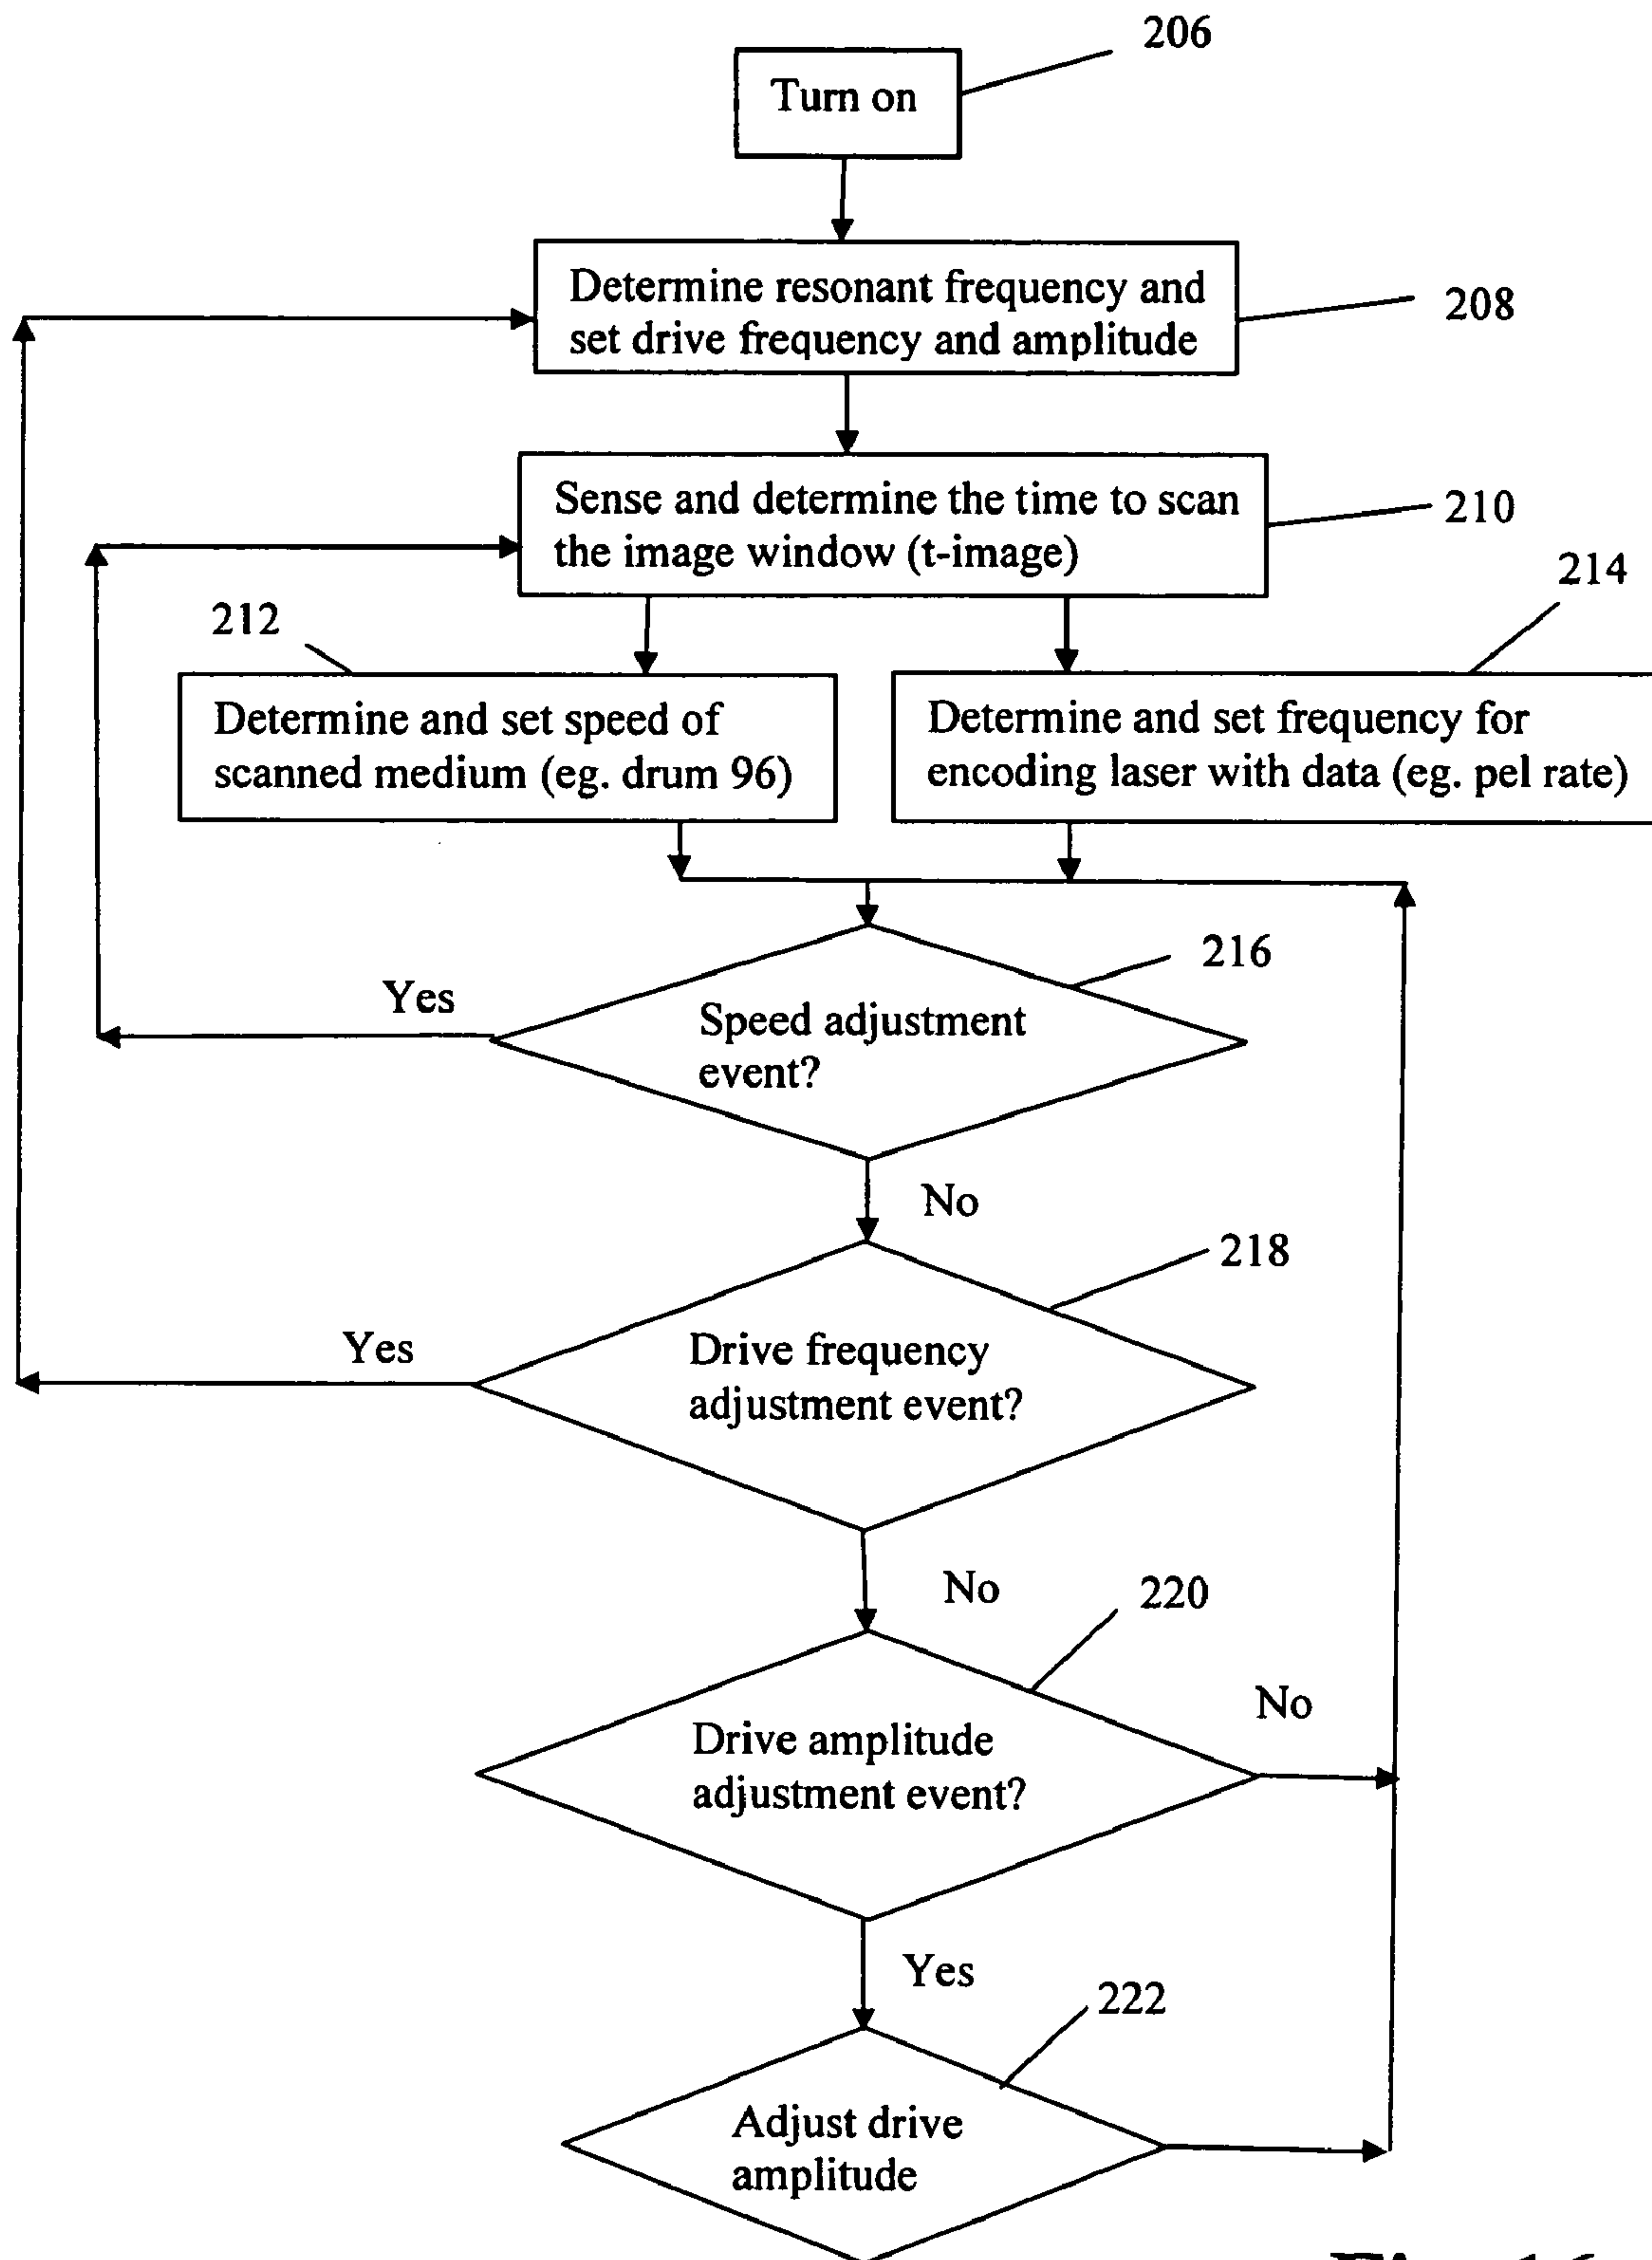 206
Turn on
Determine resonant frequency and
set drive frequency and amplitude
208
Sense and determine the time to scan
the image window (t-image)
210
212
214
Determine and set speed of
scanned medium (eg. drum 96)
Determine and set frequency for
encoding laser with data (eg. pel rate)
216
Yes
Speed adjustment
event?
No
218
Yes
Drive frequency
adjustment event?
No
220
No
Drive amplitude
adjustment event?
Yes
222
Adjust drive
amplitude